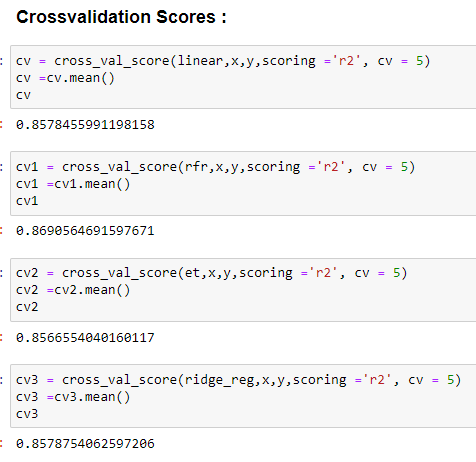 Crossvalidation Scores :
cv = cross_val_score(linear,x,y,scoring ='r2', cv = 5)
cv =cv.mean()
cv
0.8578455991198158
cv1 = cross_val_score(rfr,x,y,scoring ='r2', cv = 5)
cv1 =cv1.mean()
cv1
0.8690564691597671
cv2 = cross_val_score(et,x,y,scoring ='r2', cv = 5)
cv2 =cv2.mean()
cv2
0.8566554040160117
cv3 = cross_val_score(ridge_reg,x,y,scoring ='r2', cv = 5)
cv3 =cv3.mean()
cv3
0.8578754062597206